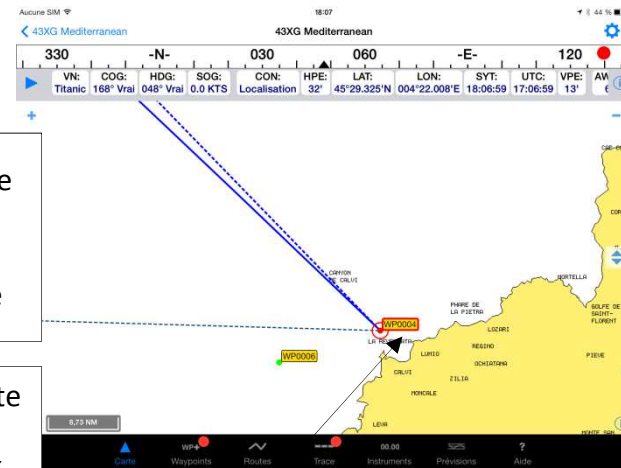 Aucune SIM
18:07
44 %
43XG Mediterranean
43XG Mediterranean
330 -N- 030 060 -E- 120
VN: COG: HDG: SOG: CON: HPE: LAT: LON: SYT: UTC: VPE:
Titanic 168° Vrai 048° Vrai 0.0 KTS Localisation 32' 45°29.325'N 004°22.008'E 18:06:59 17:06:59 13'
CANYON
DE CALVI
MORTELLA
PHARE DE
LA PIETRA
GOLFE DE
SAINT-
FLORENT
WP0004
LOZARI
REGINO
LUMIO
PIEVE
WP0006
OCHIATANA
CALVI
ZILIA
MONCALE
8,73 NM
LEVA
Carte
WP+
Waypoints
Routes
Trace
00.00
Instruments
Prévisions
?
Aide